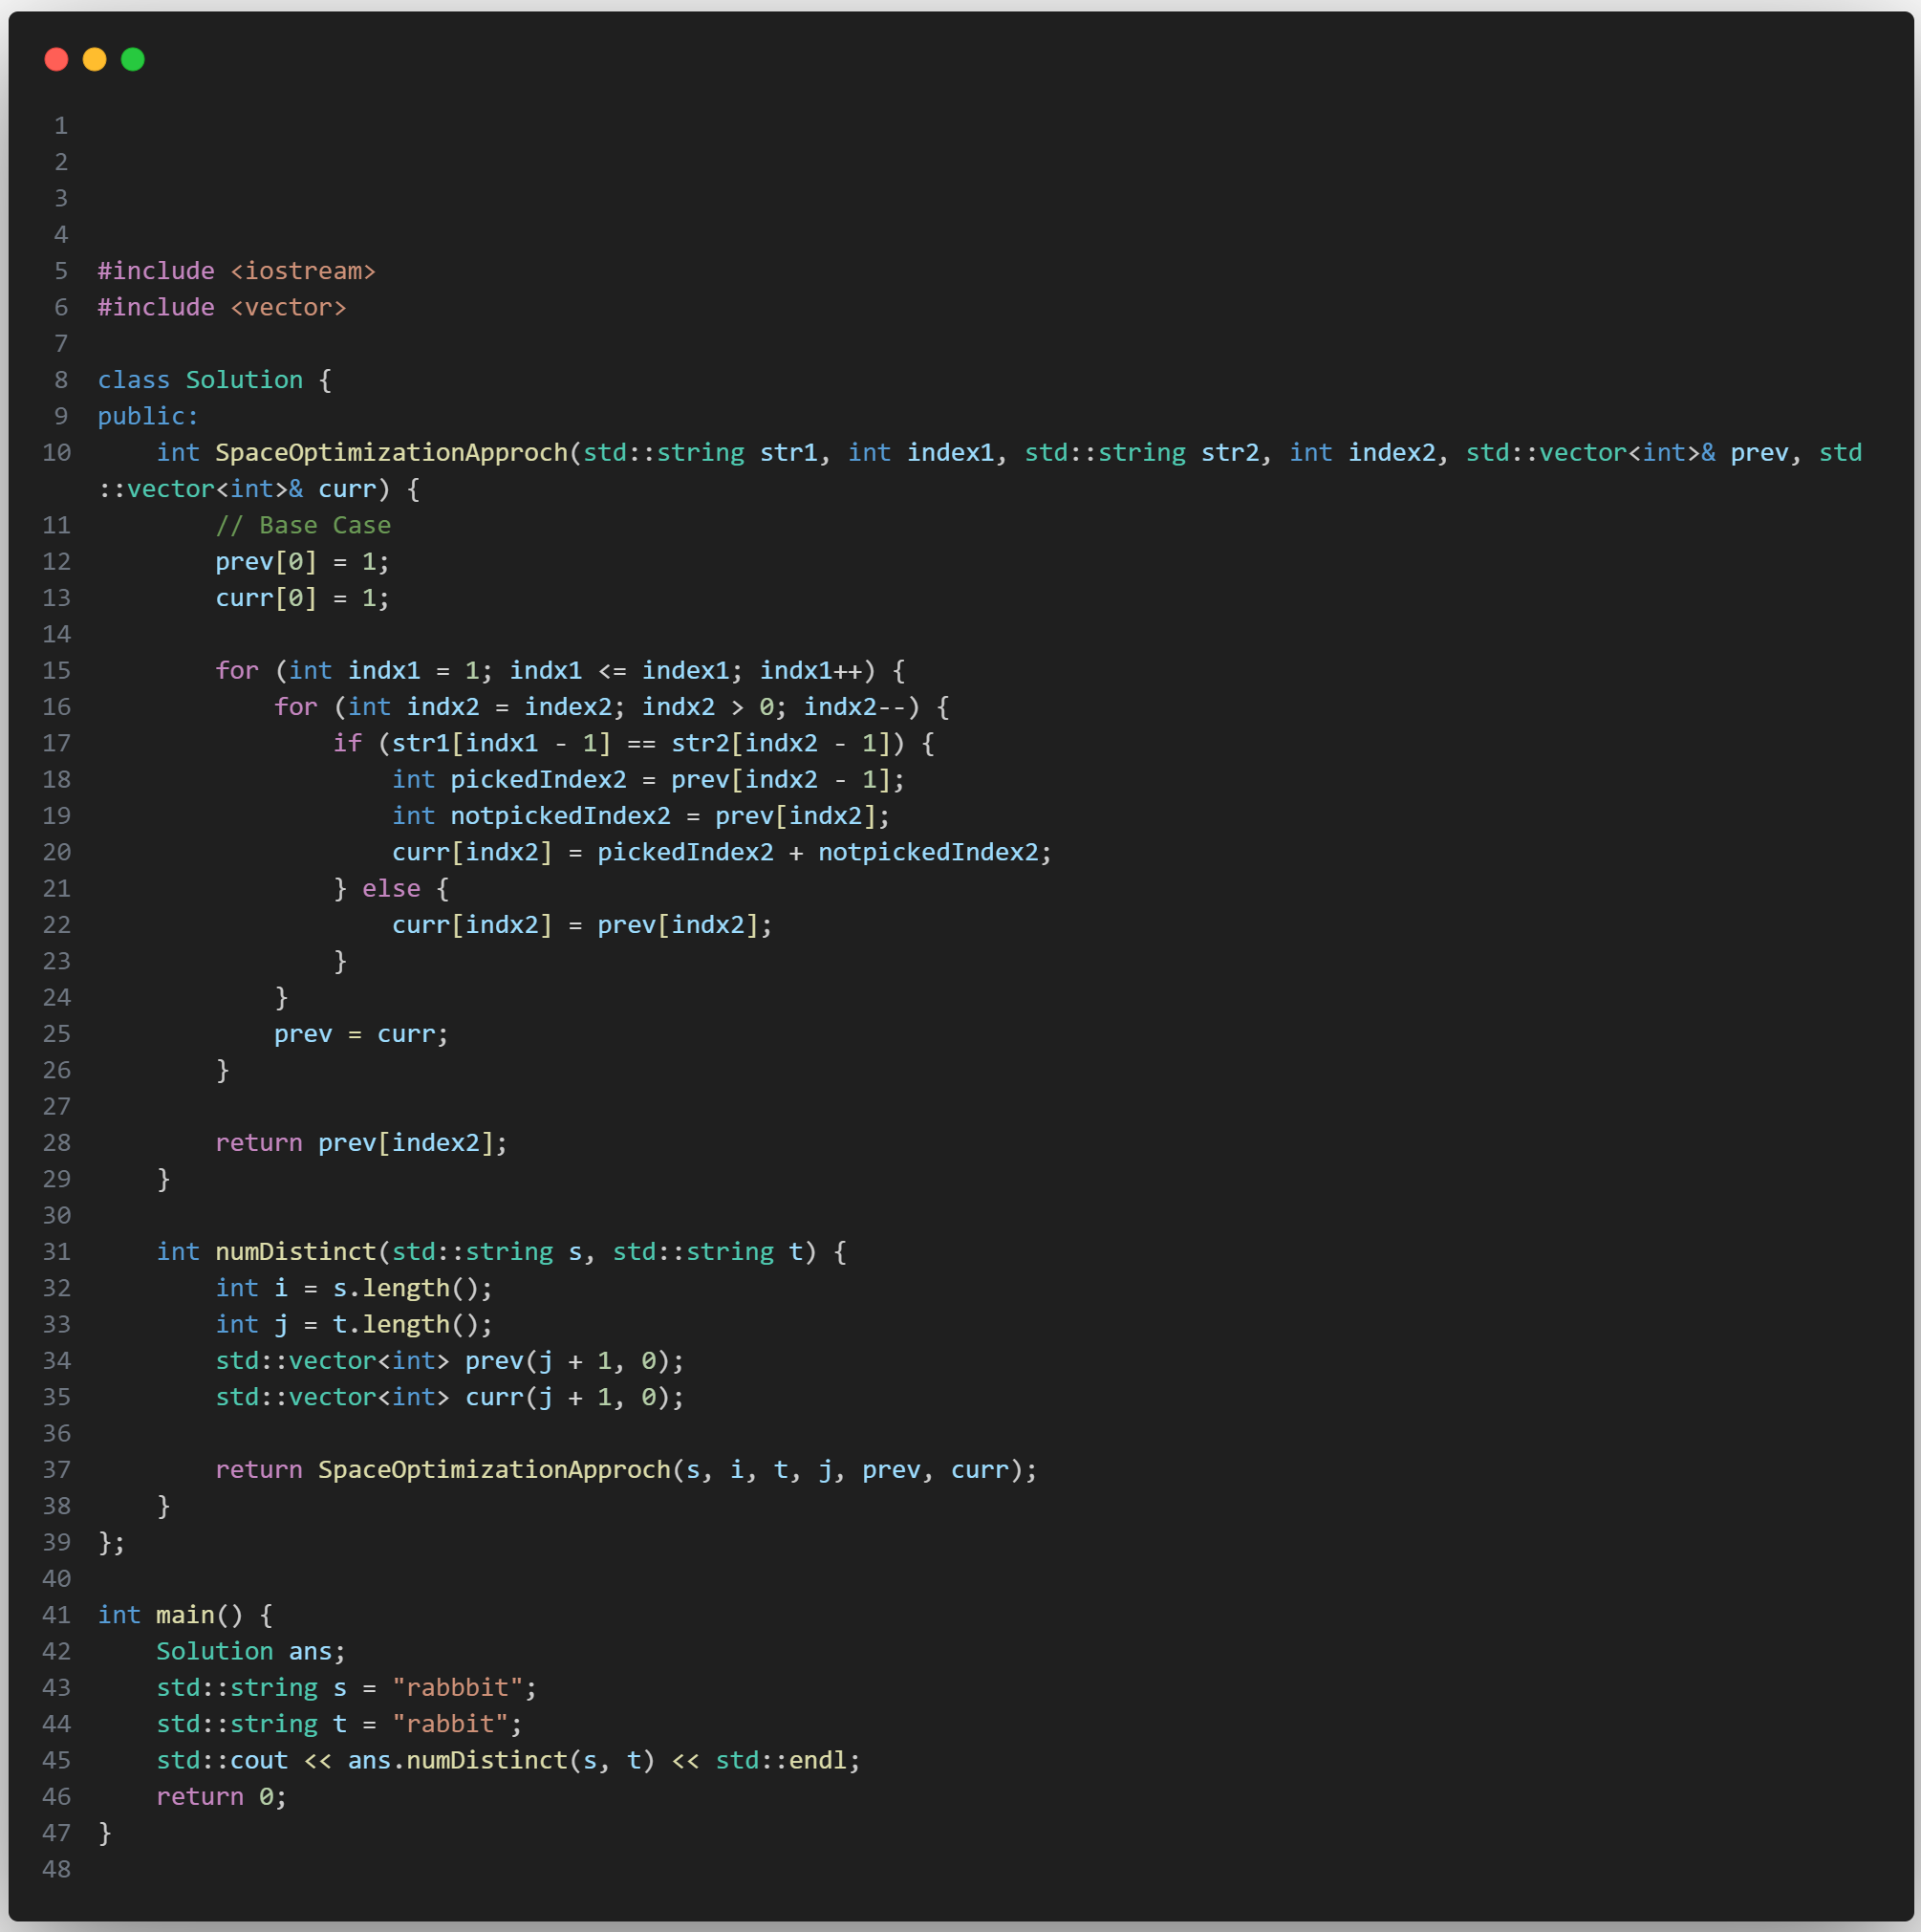 1
2
3
4
5 #include <iostream>
6 #include <vector>
7
8 class Solution {
9 public:
10     int SpaceOptimizationApproch(std::string str1, int index1, std::string str2, int index2, std::vector<int>& prev, std
::vector<int>& curr) {
11         // Base Case
12         prev[0] = 1;
13         curr[0] = 1;
14
15         for (int indx1 = 1; indx1 <= index1; indx1++) {
16             for (int indx2 = index2; indx2 > 0; indx2--) {
17                 if (str1[indx1 - 1] == str2[indx2 - 1]) {
18                     int pickedIndex2 = prev[indx2 - 1];
19                     int notpickedIndex2 = prev[indx2];
20                     curr[indx2] = pickedIndex2 + notpickedIndex2;
21                 } else {
22                     curr[indx2] = prev[indx2];
23                 }
24             }
25             prev = curr;
26         }
27
28         return prev[index2];
29     }
30
31     int numDistinct(std::string s, std::string t) {
32         int i = s.length();
33         int j = t.length();
34         std::vector<int> prev(j + 1, 0);
35         std::vector<int> curr(j + 1, 0);
36
37         return SpaceOptimizationApproch(s, i, t, j, prev, curr);
38     }
39 };
40
41 int main() {
42     Solution ans;
43     std::string s = "rabbbit";
44     std::string t = "rabbit";
45     std::cout << ans.numDistinct(s, t) << std::endl;
46     return 0;
47 }
48